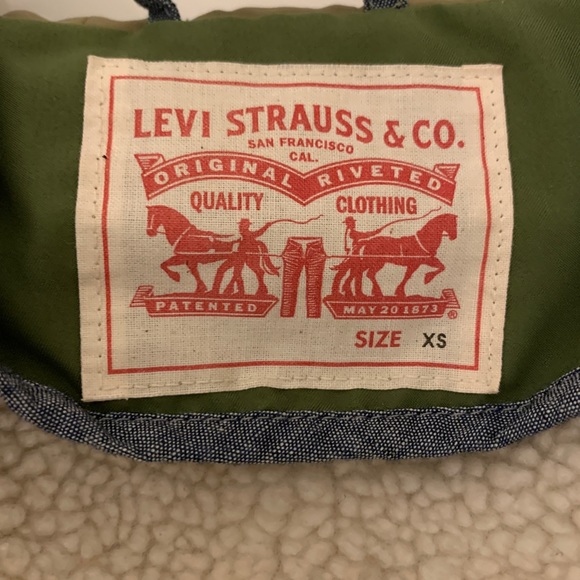 LEVI STRAUSS & CO.
SAN FRANCISCO
CAL.
ORIGINAL RIVETED
QUALITY CLOTHING
PATENTED MAY 20 1873 ®
SIZE XS